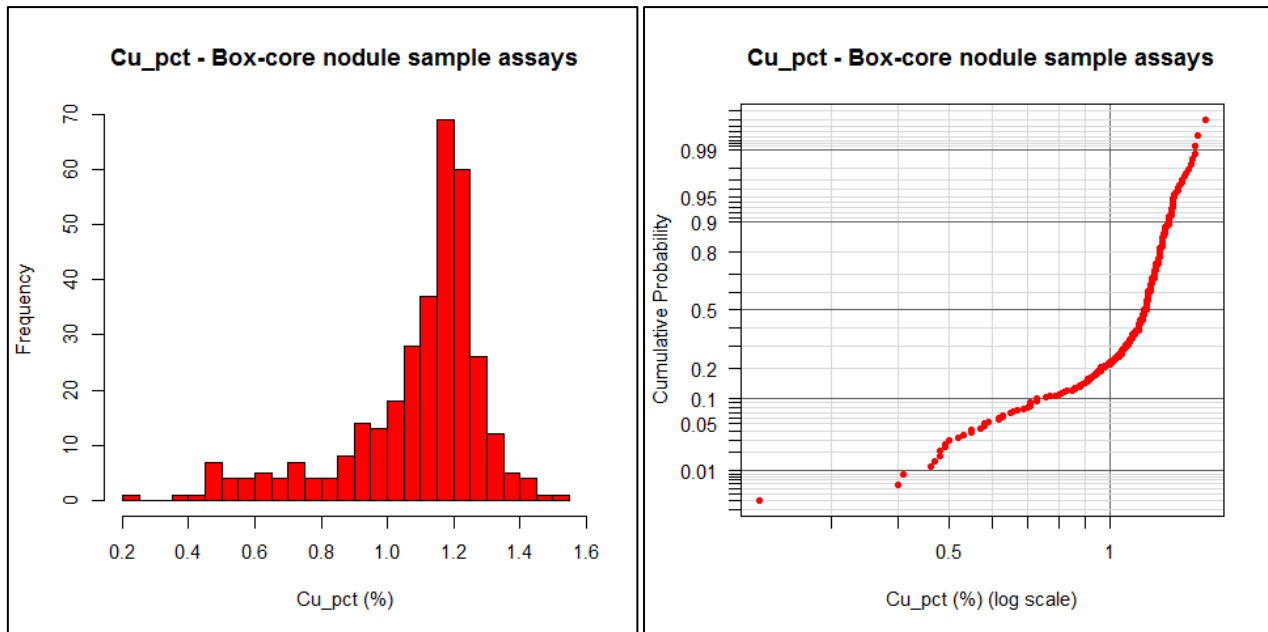 Cu_pct - Box-core nodule sample assays
70
60
50
40
30
20
10
0
Frequency
0.2 0.4 0.6 0.8 1.0 1.2 1.4 1.6
Cu_pct (%)
Cu_pct - Box-core nodule sample assays
0.99
0.95
0.9
0.8
0.5
0.2
0.1
0.05
0.01
Cumulative Probability
0.5 1
Cu_pct (%) (log scale)